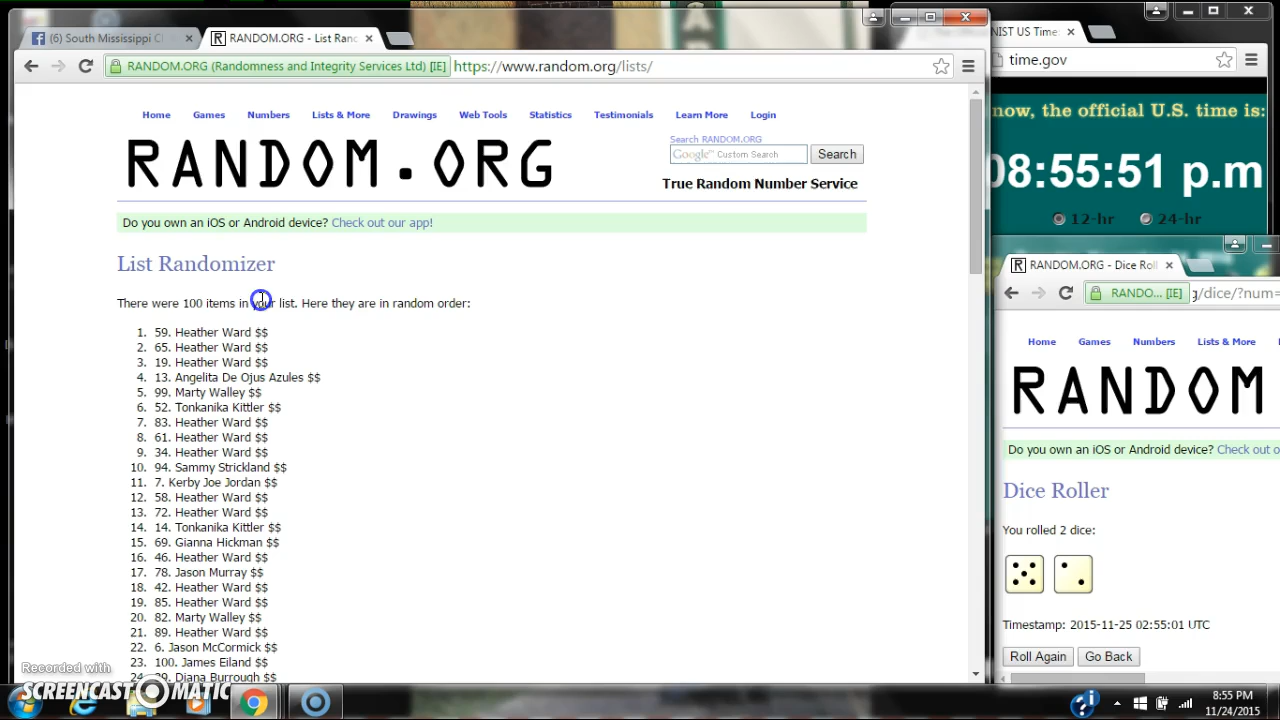 (6) South Mississippi C
RANDOM.ORG - List Ran
RANDOM.ORG (Randomness and Integrity Services Ltd) [IE]
https://www.random.org/lists/
Home Games Numbers Lists & More Drawings Web Tools Statistics Testimonials Learn More Login
RANDOM.ORG
Search RANDOM.ORG
Google™ Custom Search
Search
True Random Number Service
Do you own an iOS or Android device? Check out our app!
List Randomizer
There were 100 items in your list. Here they are in random order:
1. 59. Heather Ward $$
2. 65. Heather Ward $$
3. 19. Heather Ward $$
4. 13. Angelita De Ojus Azules $$
5. 99. Marty Walley $$
6. 52. Tonkanika Kittler $$
7. 83. Heather Ward $$
8. 61. Heather Ward $$
9. 34. Heather Ward $$
10. 94. Sammy Strickland $$
11. 7. Kerby Joe Jordan $$
12. 58. Heather Ward $$
13. 72. Heather Ward $$
14. 14. Tonkanika Kittler $$
15. 69. Gianna Hickman $$
16. 46. Heather Ward $$
17. 78. Jason Murray $$
18. 42. Heather Ward $$
19. 85. Heather Ward $$
20. 82. Marty Walley $$
21. 89. Heather Ward $$
22. 6. Jason McCormick $$
23. 100. James Eiland $$
Diana Burrough $$
NIST US Time:
time.gov
now, the official U.S. time is:
08:55:51 p.m
12-hr 24-hr
RANDOM.ORG - Dice Roll
RANDO... [IE]
g/dice/?num=
Home Games Numbers Lists & More
RANDOM
Do you own an iOS or Android device? Check out o
Dice Roller
You rolled 2 dice:
Timestamp: 2015-11-25 02:55:01 UTC
Roll Again Go Back
Recorded with
SCREENCAST-O-MATIC
8:55 PM
11/24/2015